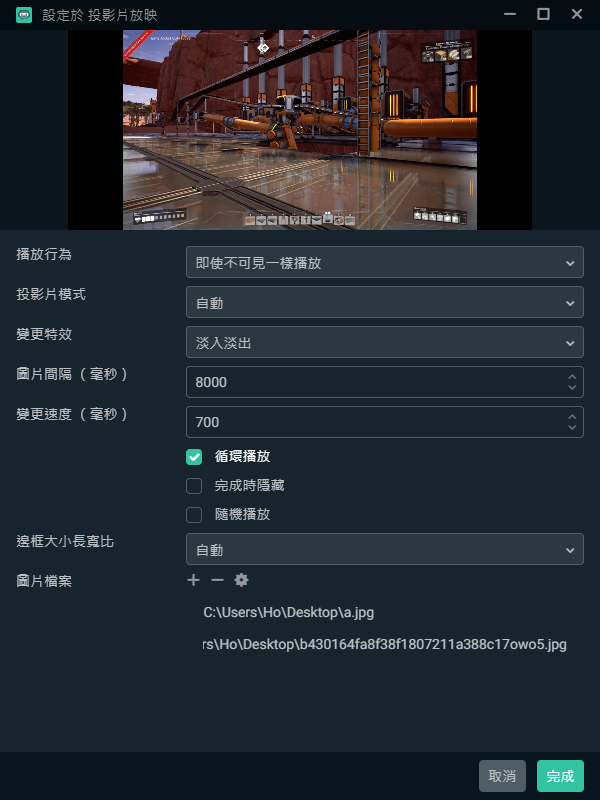 設定於 投影片放映
播放行為
即使不可見一樣播放
投影片模式
自動
變更特效
淡入淡出
圖片間隔 （毫秒）
8000
變更速度 （毫秒）
700
循環播放
完成時隱藏
隨機播放
邊框大小長寬比
自動
圖片檔案
C:\Users\Ho\Desktop\a.jpg
rs\Ho\Desktop\b430164fa8f38f1807211a388c17owo5.jpg
取消
完成